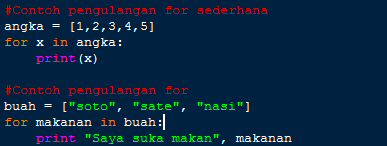 #Contoh pengulangan for sederhana
angka = [1,2,3,4,5]
for x in angka:
    print(x)

#Contoh pengulangan for
buah = ["soto", "sate", "nasi"]
for makanan in buah:
    print "Saya suka makan", makanan